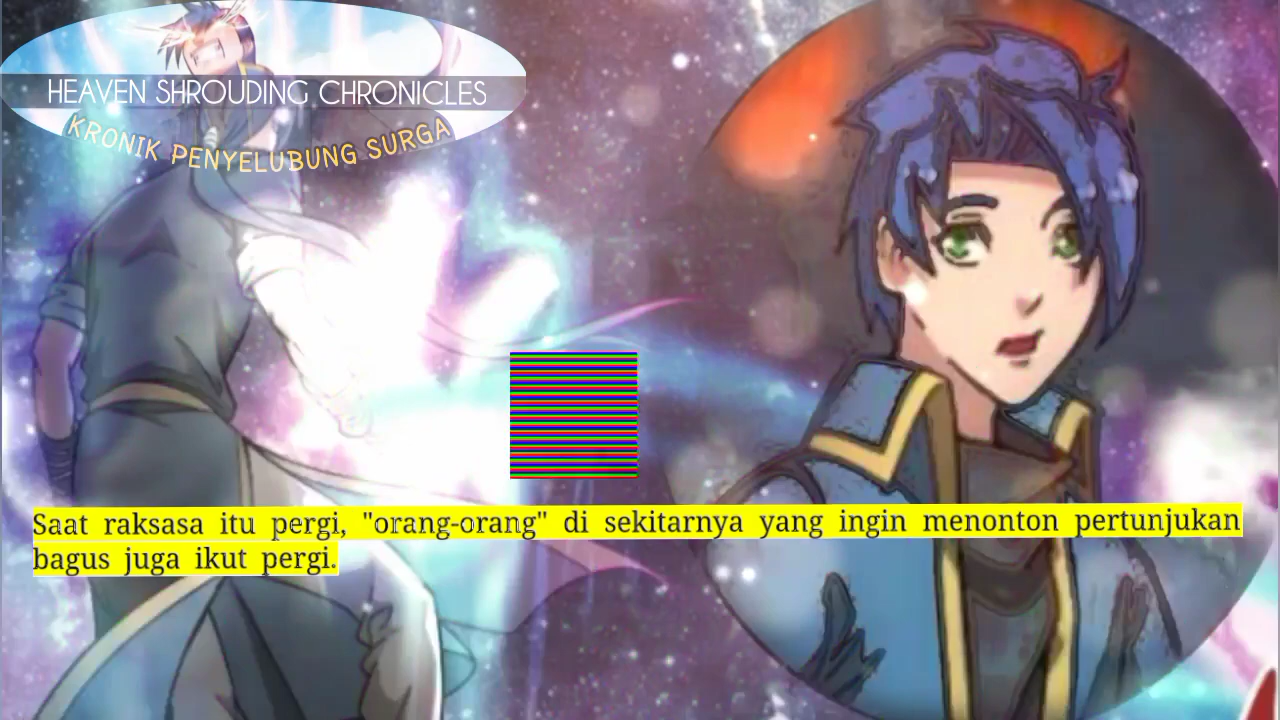 HEAVEN SHROUDING CHRONICLES
KRONIK PENYELUBUNG SURGA
Saat raksasa itu pergi, "orang-orang" di sekitarnya yang ingin menonton pertunjukan
bagus juga ikut pergi.